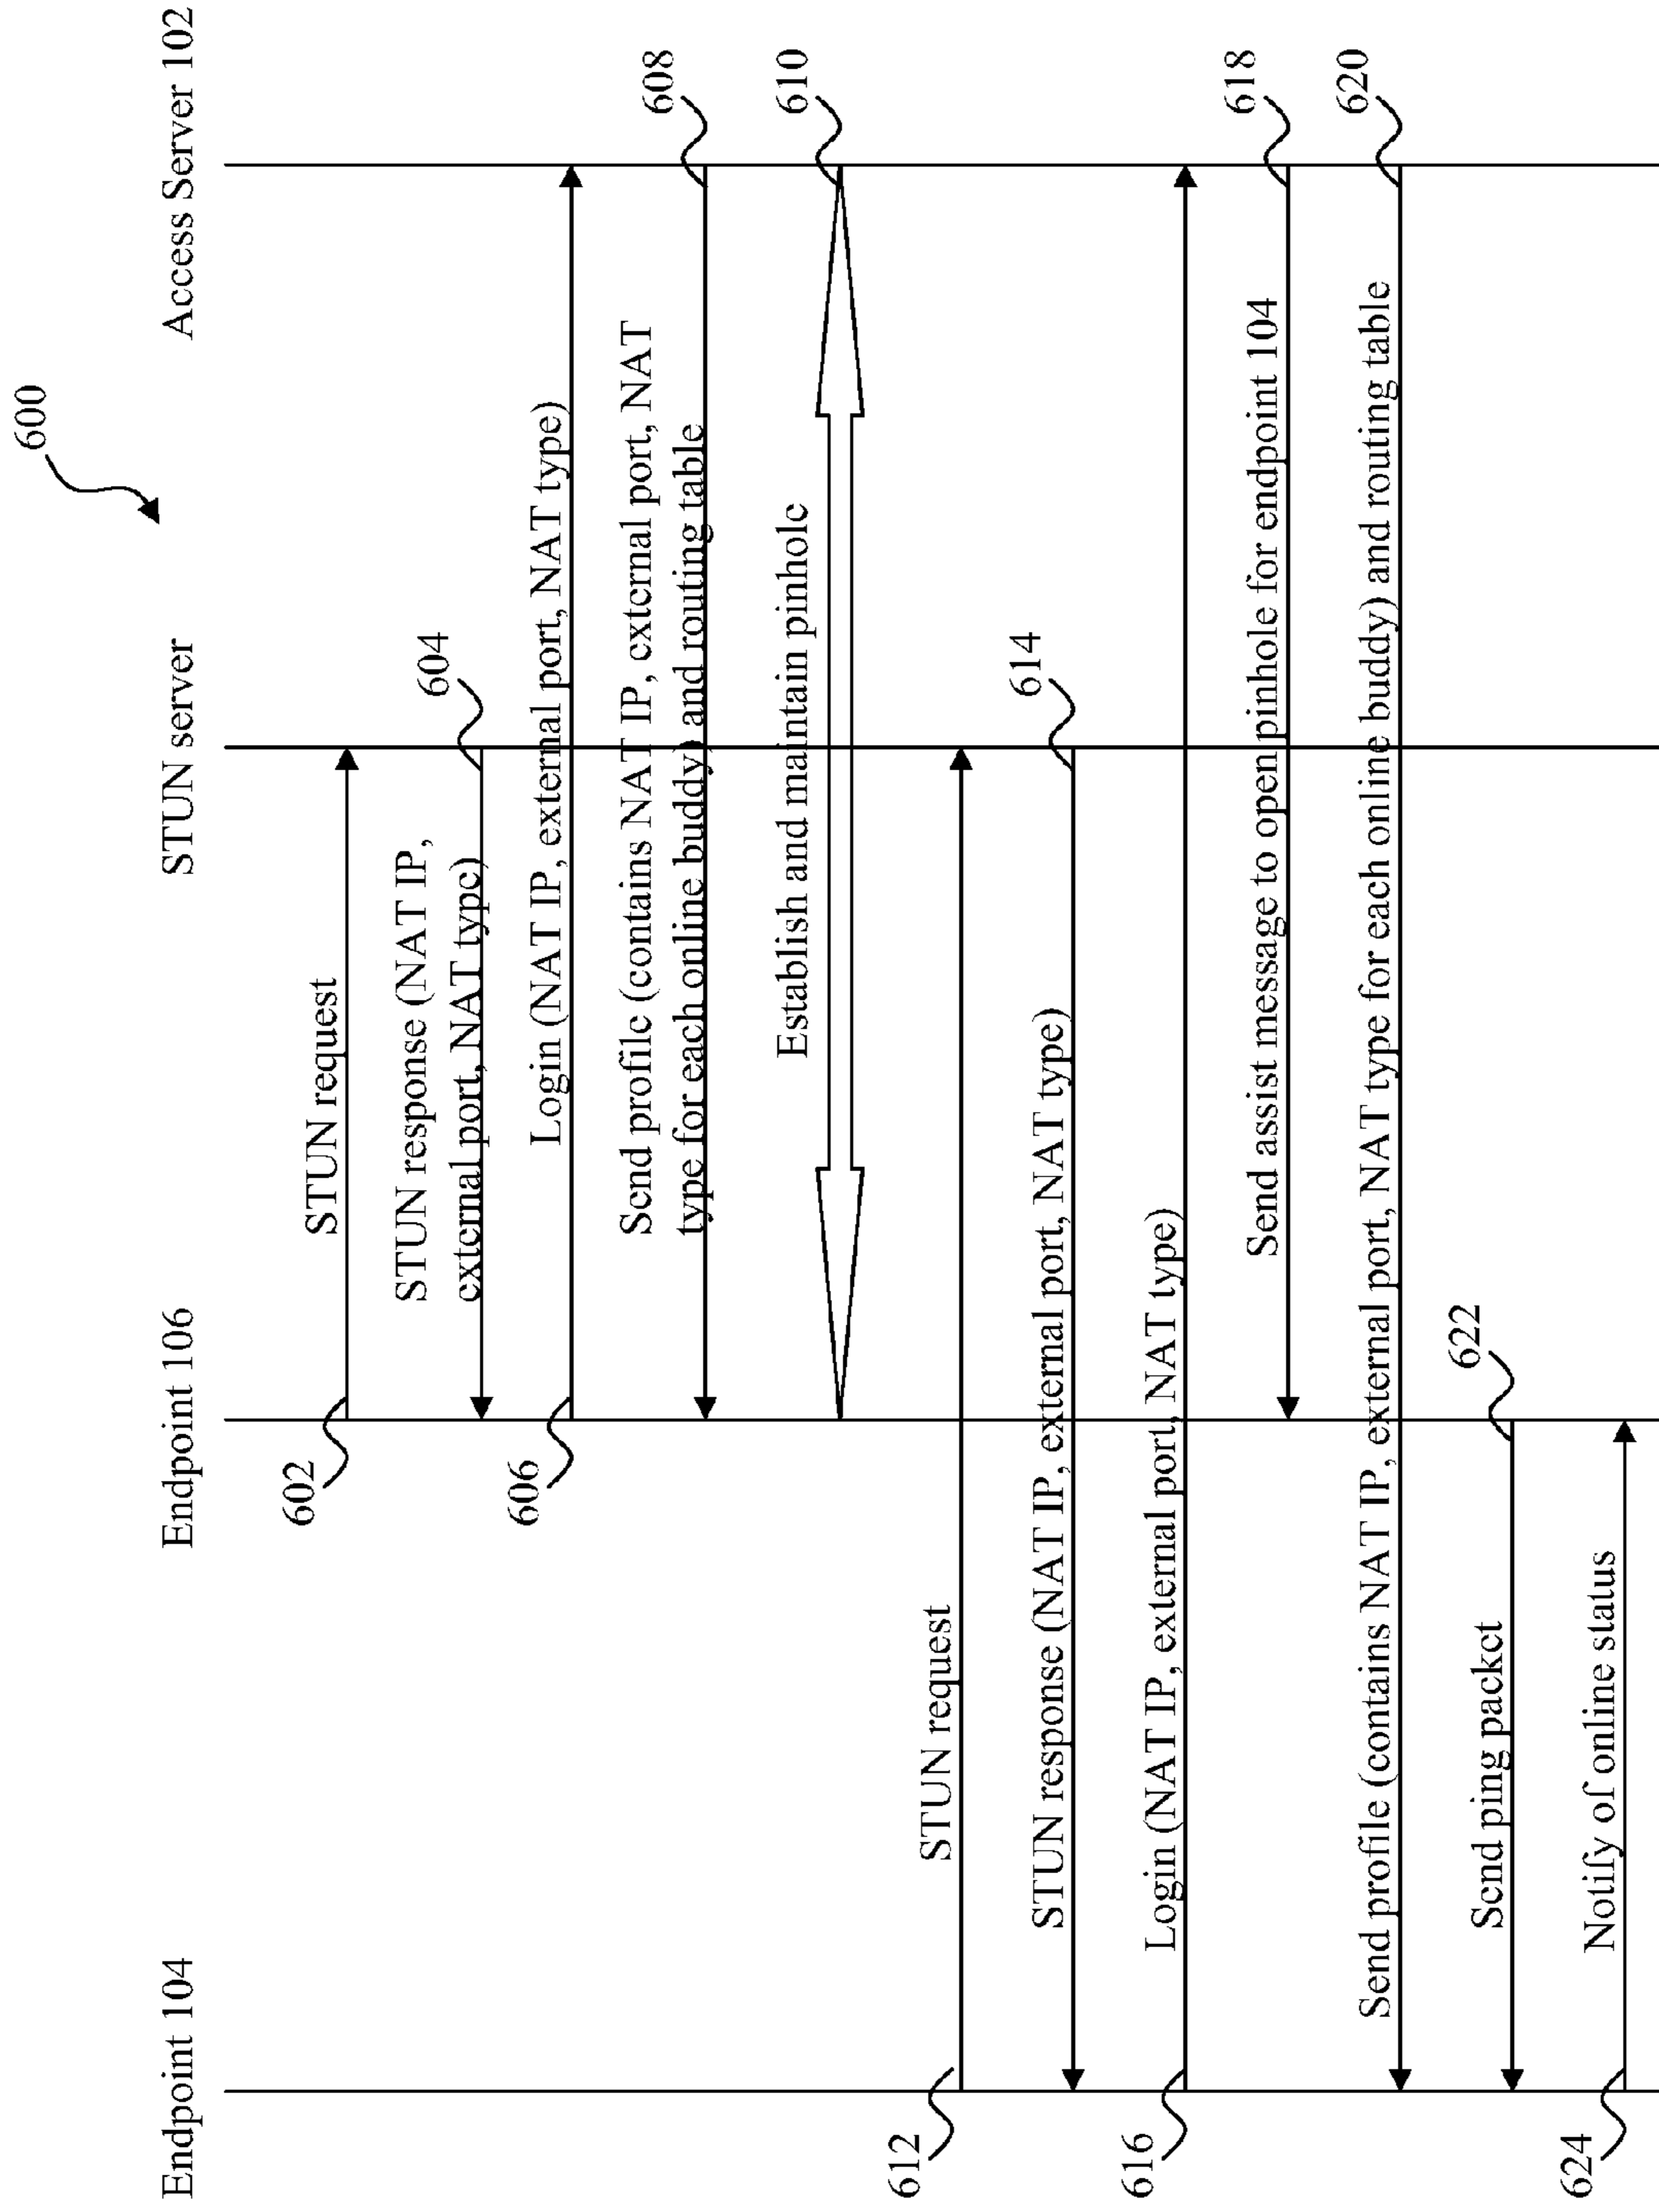 600
Endpoint 104
Endpoint 106
STUN server
Access Server 102
602
STUN request
STUN response (NAT IP,
external port, NAT type)
604
606
Login (NAT IP, external port, NAT type)
Send profile (contains NAT IP, external port, NAT
type for each online buddy) and routing table
608
Establish and maintain pinhole
610
612
STUN request
STUN response (NAT IP, external port, NAT type)
614
616
Login (NAT IP, external port, NAT type)
Send assist message to open pinhole for endpoint 104
618
Send profile (contains NAT IP, external port, NAT type for each online buddy) and routing table
620
Send ping packet
622
624
Notify of online status